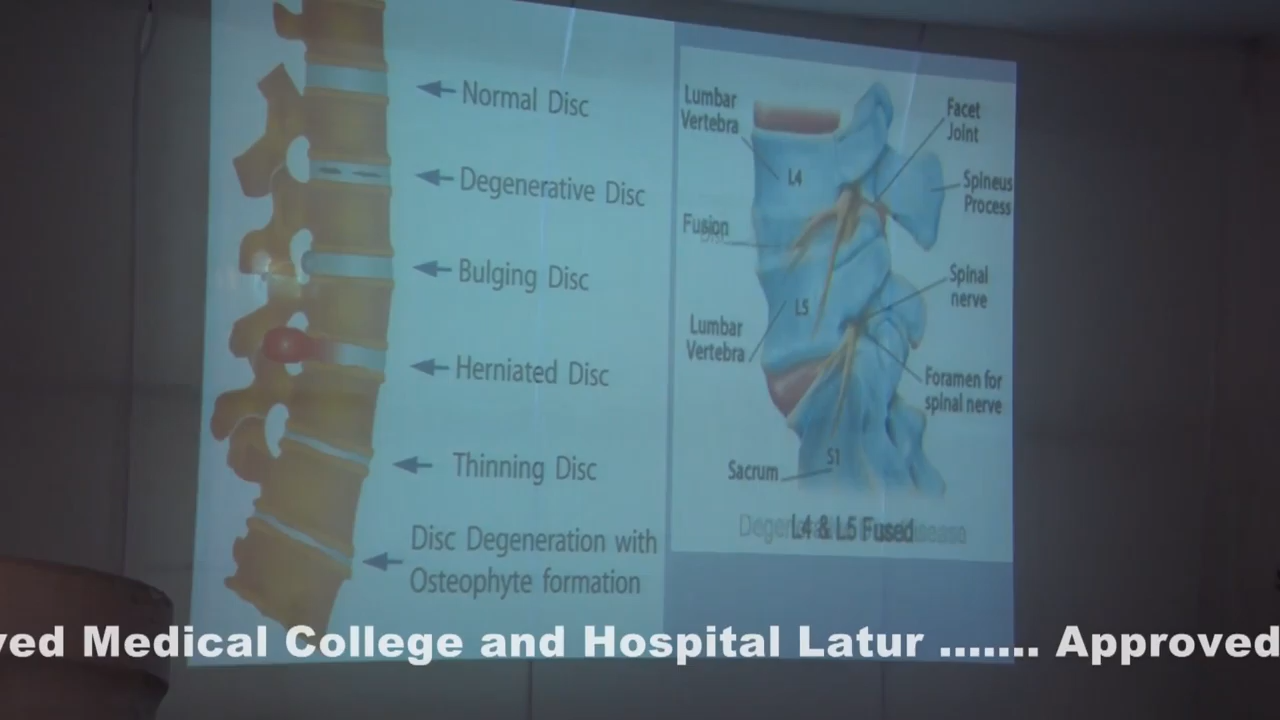 Normal Disc
Degenerative Disc
Bulging Disc
Herniated Disc
Thinning Disc
Disc Degeneration with
Osteophyte formation
Lumbar
Vertebra
L4
Facet
Joint
Spineus
Process
Fusion
Spinal
nerve
L5
Lumbar
Vertebra
Foramen for
spinal nerve
S1
Sacrum
L4 & L5 Fused
Medical College and Hospital Latur ....... Approved